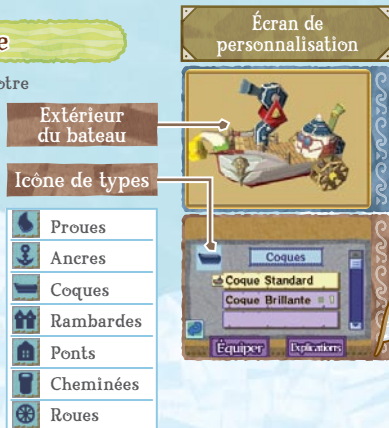 e
otre
Écran de
personnalisation
Extérieur
du bateau
Icône de types
Proues
Ancres
Coques
Rambardes
Ponts
Cheminées
Roues
Coques
Coque Standard
Coque Brillante
Équiper
Explications